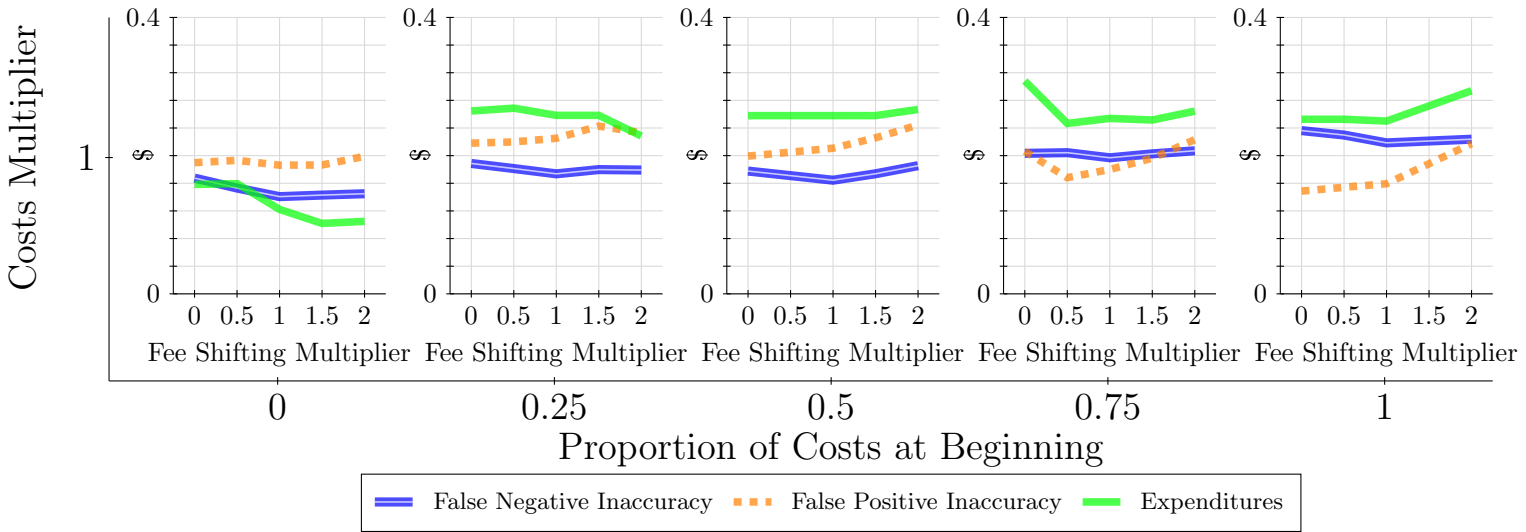 Costs Multiplier
1
0.4 0.4 0.4 0.4 0.4
$ $ $ $ $
0 0 0 0 0
0 0.5 1 1.5 2 0 0.5 1 1.5 2 0 0.5 1 1.5 2 0 0.5 1 1.5 2 0 0.5 1 1.5 2
Fee Shifting Multiplier Fee Shifting Multiplier Fee Shifting Multiplier Fee Shifting Multiplier Fee Shifting Multiplier
0 0.25 0.5 0.75 1
Proportion of Costs at Beginning
False Negative Inaccuracy False Positive Inaccuracy Expenditures